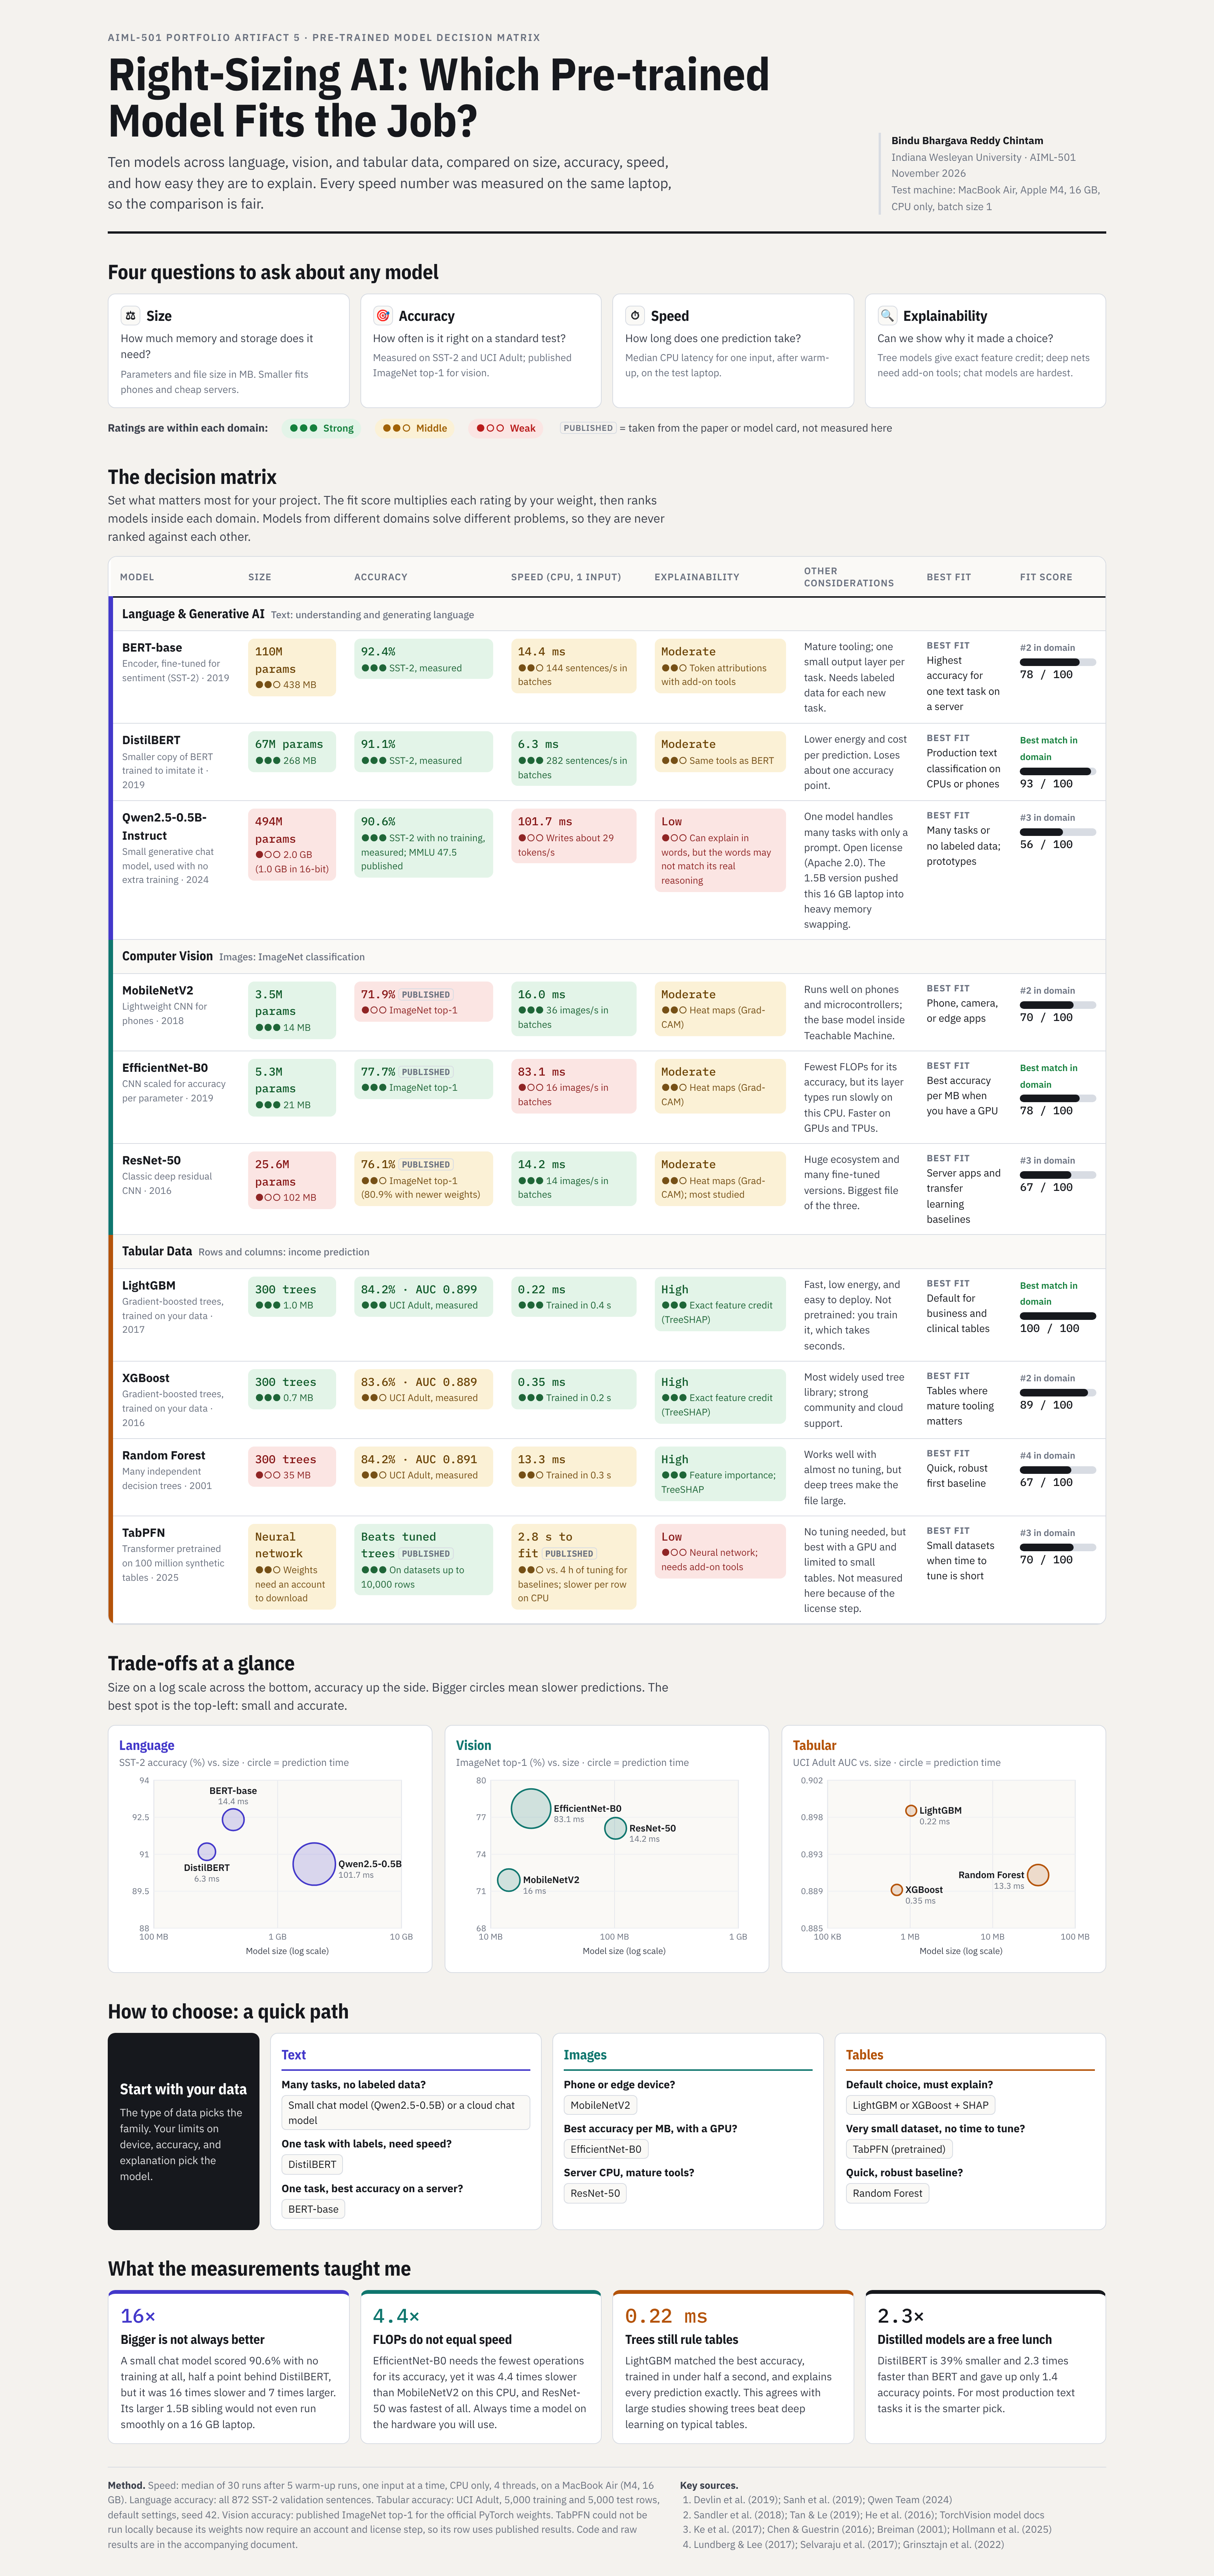 AIML-501 PORTFOLIO ARTIFACT 5 · PRE-TRAINED MODEL DECISION MATRIX
Right-Sizing AI: Which Pre-trained
Model Fits the Job?
Ten models across language, vision, and tabular data, compared on size, accuracy, speed,
and how easy they are to explain. Every speed number was measured on the same laptop,
so the comparison is fair.
Bindu Bhargava Reddy Chintam
Indiana Wesleyan University · AIML-501
November 2026
Test machine: MacBook Air, Apple M4, 16 GB,
CPU only, batch size 1
Four questions to ask about any model
Size
How much memory and storage does it
need?
Parameters and file size in MB. Smaller fits
phones and cheap servers.
Accuracy
How often is it right on a standard test?
Measured on SST-2 and UCI Adult; published
ImageNet top-1 for vision.
Speed
How long does one prediction take?
Median CPU latency for one input, after warm-
up, on the test laptop.
Explainability
Can we show why it made a choice?
Tree models give exact feature credit; deep nets
need add-on tools; chat models are hardest.
Ratings are within each domain: ●●● Strong ●●○ Middle ●○○ Weak PUBLISHED = taken from the paper or model card, not measured here
The decision matrix
Set what matters most for your project. The fit score multiplies each rating by your weight, then ranks
models inside each domain. Models from different domains solve different problems, so they are never
ranked against each other.
MODEL SIZE ACCURACY SPEED (CPU, 1 INPUT) EXPLAINABILITY OTHER CONSIDERATIONS BEST FIT FIT SCORE
Language & Generative AI Text: understanding and generating language
BERT-base
Encoder, fine-tuned for
sentiment (SST-2) · 2019
110M
params
●●○ 438 MB
92.4%
●●● SST-2, measured
14.4 ms
●●○ 144 sentences/s in
batches
Moderate
●●○ Token attributions
with add-on tools
Mature tooling; one
small output layer per
task. Needs labeled
data for each new
task.
BEST FIT
Highest
accuracy for
one text task on
a server
#2 in domain
78 / 100
DistilBERT
Smaller copy of BERT
trained to imitate it ·
2019
67M params
●●● 268 MB
91.1%
●●● SST-2, measured
6.3 ms
●●● 282 sentences/s in
batches
Moderate
●●○ Same tools as BERT
Lower energy and cost
per prediction. Loses
about one accuracy
point.
BEST FIT
Production text
classification on
CPUs or phones
Best match in
domain
93 / 100
Qwen2.5-0.5B-
Instruct
Small generative chat
model, used with no
extra training · 2024
494M
params
●○○ 2.0 GB
(1.0 GB in 16-bit)
90.6%
●●● SST-2 with no training,
measured; MMLU 47.5
published
101.7 ms
●○○ Writes about 29
tokens/s
Low
●○○ Can explain in
words, but the words may
not match its real
reasoning
One model handles
many tasks with only a
prompt. Open license
(Apache 2.0). The
1.5B version pushed
this 16 GB laptop into
heavy memory
swapping.
BEST FIT
Many tasks or
no labeled data;
prototypes
#3 in domain
56 / 100
Computer Vision Images: ImageNet classification
MobileNetV2
Lightweight CNN for
phones · 2018
3.5M
params
●●● 14 MB
71.9% PUBLISHED
●○○ ImageNet top-1
16.0 ms
●●● 36 images/s in
batches
Moderate
●●○ Heat maps (Grad-
CAM)
Runs well on phones
and microcontrollers;
the base model inside
Teachable Machine.
BEST FIT
Phone, camera,
or edge apps
#2 in domain
70 / 100
EfficientNet-B0
CNN scaled for accuracy
per parameter · 2019
5.3M
params
●●● 21 MB
77.7% PUBLISHED
●●● ImageNet top-1
83.1 ms
●○○ 16 images/s in
batches
Moderate
●●○ Heat maps (Grad-
CAM)
Fewest FLOPs for its
accuracy, but its layer
types run slowly on
this CPU. Faster on
GPUs and TPUs.
BEST FIT
Best accuracy
per MB when
you have a GPU
Best match in
domain
78 / 100
ResNet-50
Classic deep residual
CNN · 2016
25.6M
params
●○○ 102 MB
76.1% PUBLISHED
●●○ ImageNet top-1
(80.9% with newer weights)
14.2 ms
●●● 14 images/s in
batches
Moderate
●●○ Heat maps (Grad-
CAM); most studied
Huge ecosystem and
many fine-tuned
versions. Biggest file
of the three.
BEST FIT
Server apps and
transfer
learning
baselines
#3 in domain
67 / 100
Tabular Data Rows and columns: income prediction
LightGBM
Gradient-boosted trees,
trained on your data ·
2017
300 trees
●●● 1.0 MB
84.2% · AUC 0.899
●●● UCI Adult, measured
0.22 ms
●●● Trained in 0.4 s
High
●●● Exact feature credit
(TreeSHAP)
Fast, low energy, and
easy to deploy. Not
pretrained: you train
it, which takes
seconds.
BEST FIT
Default for
business and
clinical tables
Best match in
domain
100 / 100
XGBoost
Gradient-boosted trees,
trained on your data ·
2016
300 trees
●●● 0.7 MB
83.6% · AUC 0.889
●●○ UCI Adult, measured
0.35 ms
●●● Trained in 0.2 s
High
●●● Exact feature credit
(TreeSHAP)
Most widely used tree
library; strong
community and cloud
support.
BEST FIT
Tables where
mature tooling
matters
#2 in domain
89 / 100
Random Forest
Many independent
decision trees · 2001
300 trees
●○○ 35 MB
84.2% · AUC 0.891
●●○ UCI Adult, measured
13.3 ms
●●○ Trained in 0.3 s
High
●●● Feature importance;
TreeSHAP
Works well with
almost no tuning, but
deep trees make the
file large.
BEST FIT
Quick, robust
first baseline
#4 in domain
67 / 100
TabPFN
Transformer pretrained
on 100 million synthetic
tables · 2025
Neural
network
●●○ Weights
need an account
to download
Beats tuned
trees PUBLISHED
●●● On datasets up to
10,000 rows
2.8 s to
fit PUBLISHED
●●○ vs. 4 h of tuning for
baselines; slower per row
on CPU
Low
●○○ Neural network;
needs add-on tools
No tuning needed, but
best with a GPU and
limited to small
tables. Not measured
here because of the
license step.
BEST FIT
Small datasets
when time to
tune is short
#3 in domain
70 / 100
Trade-offs at a glance
Size on a log scale across the bottom, accuracy up the side. Bigger circles mean slower predictions. The
best spot is the top-left: small and accurate.
Language
SST-2 accuracy (%) vs. size · circle = prediction time
94
92.5
91
89.5
88
BERT-base
14.4 ms
DistilBERT
6.3 ms
Qwen2.5-0.5B
101.7 ms
100 MB 1 GB 10 GB
Model size (log scale)
Vision
ImageNet top-1 (%) vs. size · circle = prediction time
80
77
74
71
68
EfficientNet-B0
83.1 ms
ResNet-50
14.2 ms
MobileNetV2
16 ms
10 MB 100 MB 1 GB
Model size (log scale)
Tabular
UCI Adult AUC vs. size · circle = prediction time
0.902
0.898
0.893
0.889
0.885
LightGBM
0.22 ms
Random Forest
13.3 ms
XGBoost
0.35 ms
100 KB 1 MB 10 MB 100 MB
Model size (log scale)
How to choose: a quick path
Start with your data
The type of data picks the
family. Your limits on
device, accuracy, and
explanation pick the
model.
Text
Many tasks, no labeled data?
Small chat model (Qwen2.5-0.5B) or a cloud chat
model
One task with labels, need speed?
DistilBERT
One task, best accuracy on a server?
BERT-base
Images
Phone or edge device?
MobileNetV2
Best accuracy per MB, with a GPU?
EfficientNet-B0
Server CPU, mature tools?
ResNet-50
Tables
Default choice, must explain?
LightGBM or XGBoost + SHAP
Very small dataset, no time to tune?
TabPFN (pretrained)
Quick, robust baseline?
Random Forest
What the measurements taught me
16×
Bigger is not always better
A small chat model scored 90.6% with no
training at all, half a point behind DistilBERT,
but it was 16 times slower and 7 times larger.
Its larger 1.5B sibling would not even run
smoothly on a 16 GB laptop.
4.4×
FLOPs do not equal speed
EfficientNet-B0 needs the fewest operations
for its accuracy, yet it was 4.4 times slower
than MobileNetV2 on this CPU, and ResNet-
50 was fastest of all. Always time a model on
the hardware you will use.
0.22 ms
Trees still rule tables
LightGBM matched the best accuracy,
trained in under half a second, and explains
every prediction exactly. This agrees with
large studies showing trees beat deep
learning on typical tables.
2.3×
Distilled models are a free lunch
DistilBERT is 39% smaller and 2.3 times
faster than BERT and gave up only 1.4
accuracy points. For most production text
tasks it is the smarter pick.
Method. Speed: median of 30 runs after 5 warm-up runs, one input at a time, CPU only, 4 threads, on a MacBook Air (M4, 16
GB). Language accuracy: all 872 SST-2 validation sentences. Tabular accuracy: UCI Adult, 5,000 training and 5,000 test rows,
default settings, seed 42. Vision accuracy: published ImageNet top-1 for the official PyTorch weights. TabPFN could not be
run locally because its weights now require an account and license step, so its row uses published results. Code and raw
results are in the accompanying document.
Key sources.
1. Devlin et al. (2019); Sanh et al. (2019); Qwen Team (2024)
2. Sandler et al. (2018); Tan & Le (2019); He et al. (2016); TorchVision model docs
3. Ke et al. (2017); Chen & Guestrin (2016); Breiman (2001); Hollmann et al. (2025)
4. Lundberg & Lee (2017); Selvaraju et al. (2017); Grinsztajn et al. (2022)